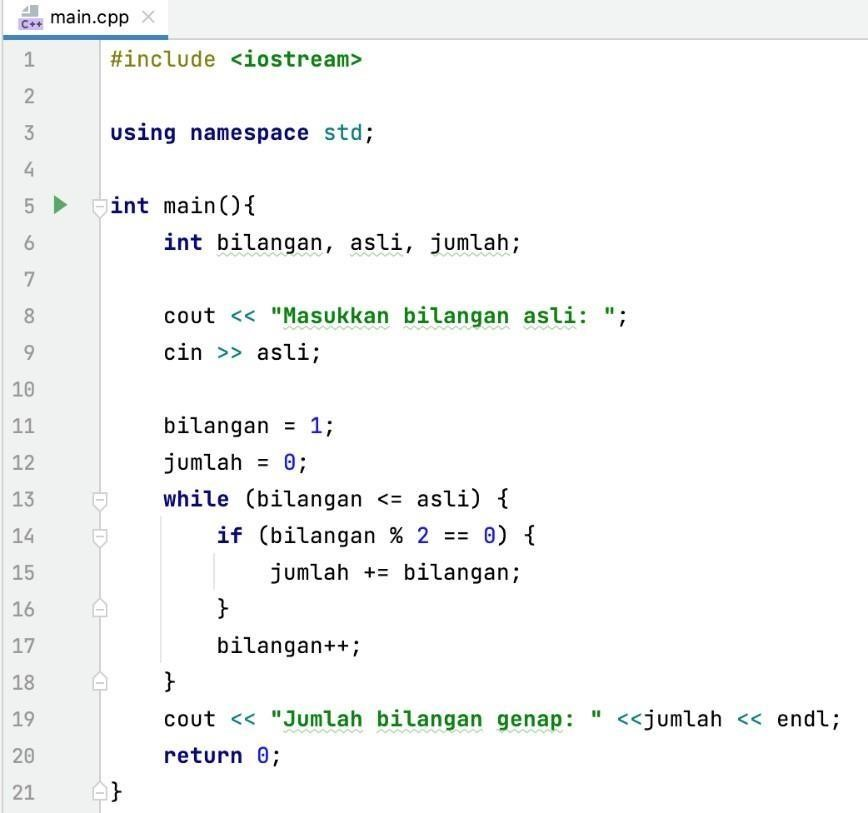 C++ main.cpp
1 #include <iostream>
2
3 using namespace std;
4
5 int main(){
6     int bilangan, asli, jumlah;
7
8     cout << "Masukkan bilangan asli: ";
9     cin >> asli;
10
11     bilangan = 1;
12     jumlah = 0;
13     while (bilangan <= asli) {
14         if (bilangan % 2 == 0) {
15             jumlah += bilangan;
16         }
17         bilangan++;
18     }
19     cout << "Jumlah bilangan genap: " <<jumlah << endl;
20     return 0;
21 }